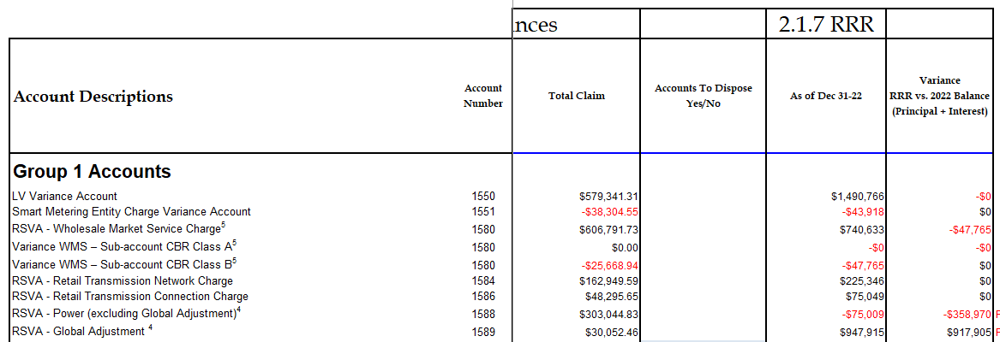 nces 2.1.7 RRR
Account Descriptions Account Number Total Claim Accounts To Dispose Yes/No As of Dec 31-22 Variance RRR vs. 2022 Balance (Principal + Interest)
Group 1 Accounts
LV Variance Account 1550 $579,341.31 $1,490,766 -$0
Smart Metering Entity Charge Variance Account 1551 -$38,304.55 -$43,918 $0
RSVA - Wholesale Market Service Charge⁵ 1580 $606,791.73 $740,633 -$47,765
Variance WMS – Sub-account CBR Class A⁵ 1580 $0.00 -$0 -$0
Variance WMS – Sub-account CBR Class B⁵ 1580 -$25,668.94 -$47,765 $0
RSVA - Retail Transmission Network Charge 1584 $162,949.59 $225,346 $0
RSVA - Retail Transmission Connection Charge 1586 $48,295.65 $75,049 $0
RSVA - Power (excluding Global Adjustment)⁴ 1588 $303,044.83 -$75,009 -$358,970 F
RSVA - Global Adjustment ⁴ 1589 $30,052.46 $947,915 $917,905 F